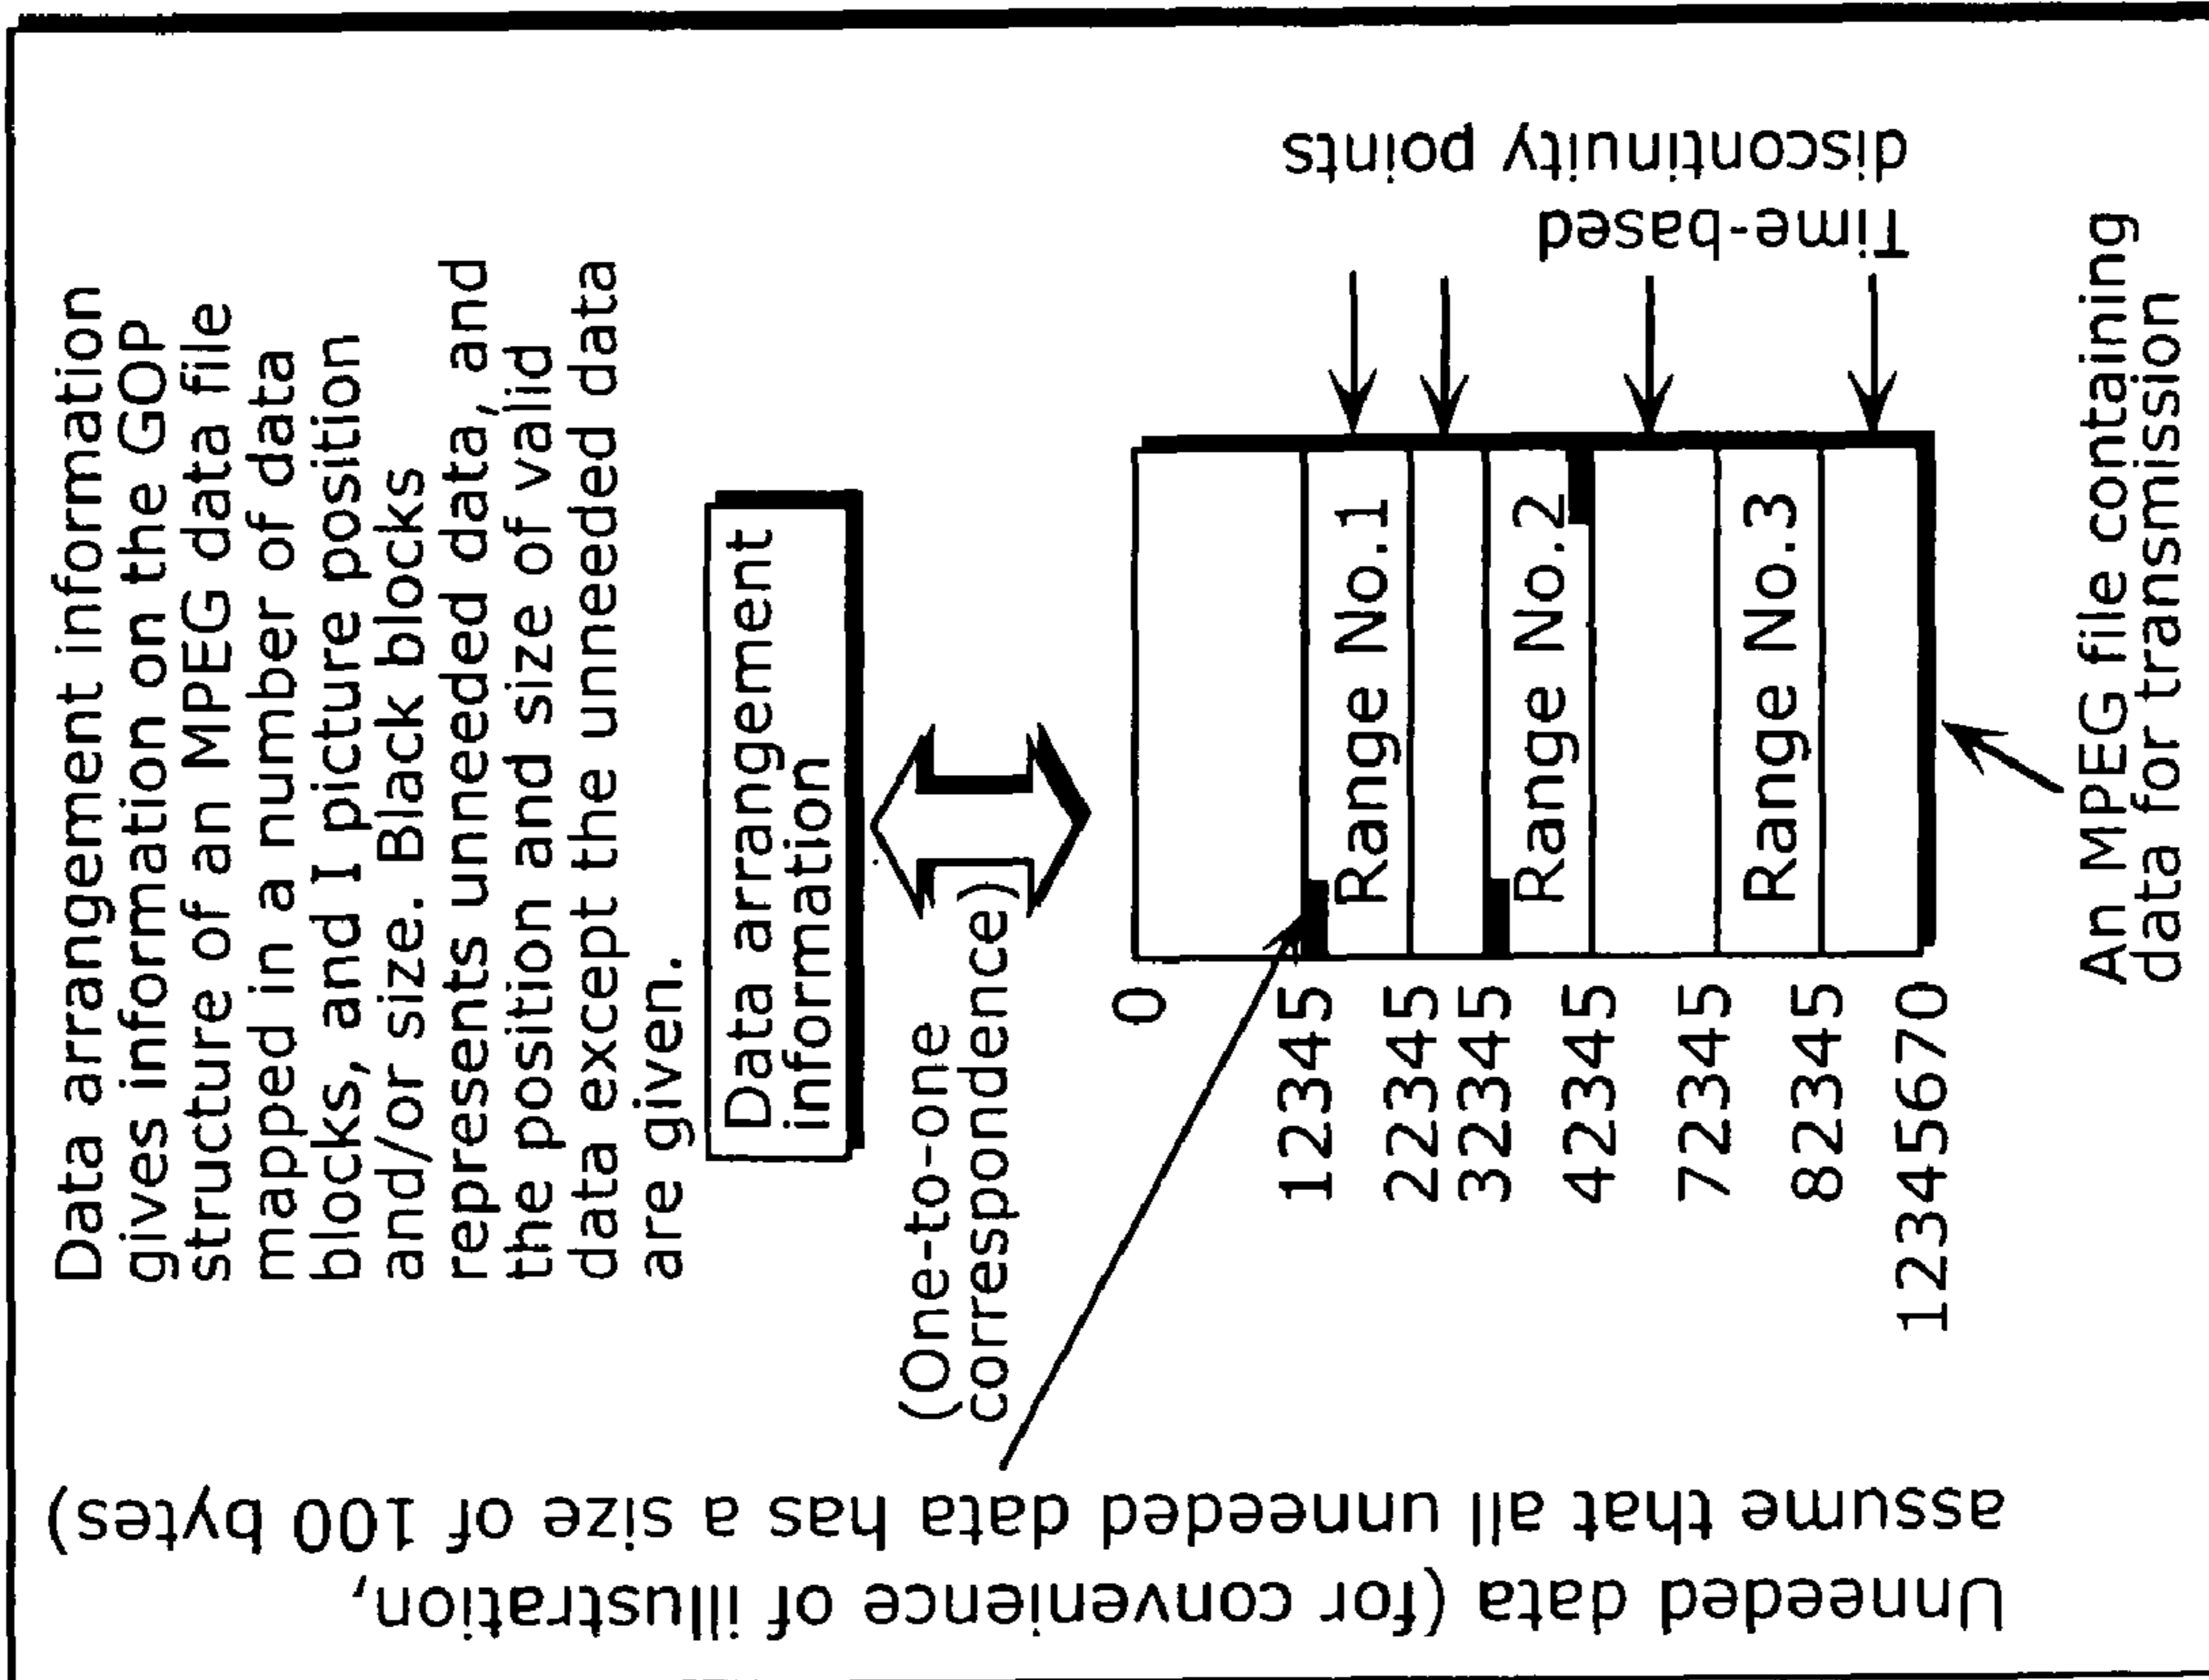 Data arrangement information
gives information on the GOP
structure of an MPEG data file
mapped in a number of data
blocks, and I picture position
and/or size. Black blocks
represents unneeded data, and
the position and size of valid
data except the unneeded data
are given.
Data arrangement
information
(One-to-one
correspondence)
Unneeded data (for convenience of illustration,
assume that all unneeded data has a size of 100 bytes)
0
12345
22345
32345
42345
72345
82345
12345670
Range No.1
Range No.2
Range No.3
Time-based
discontinuity points
An MPEG file containing
data for transmission